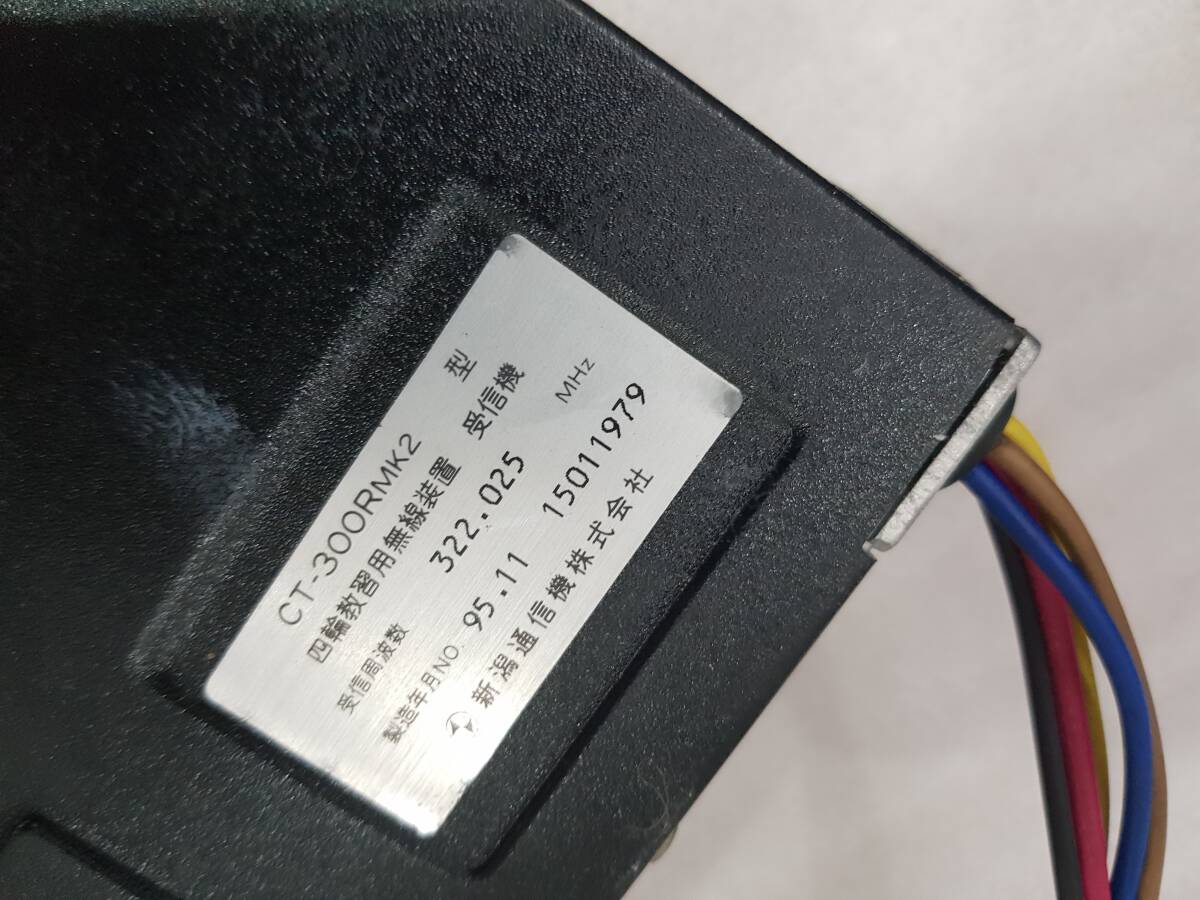 CT-300RMK2 型
四輪教習用無線装置 受信機
受信周波数 322.025 MHz
製造年月NO. 95.11 15011979
新潟通信機株式会社